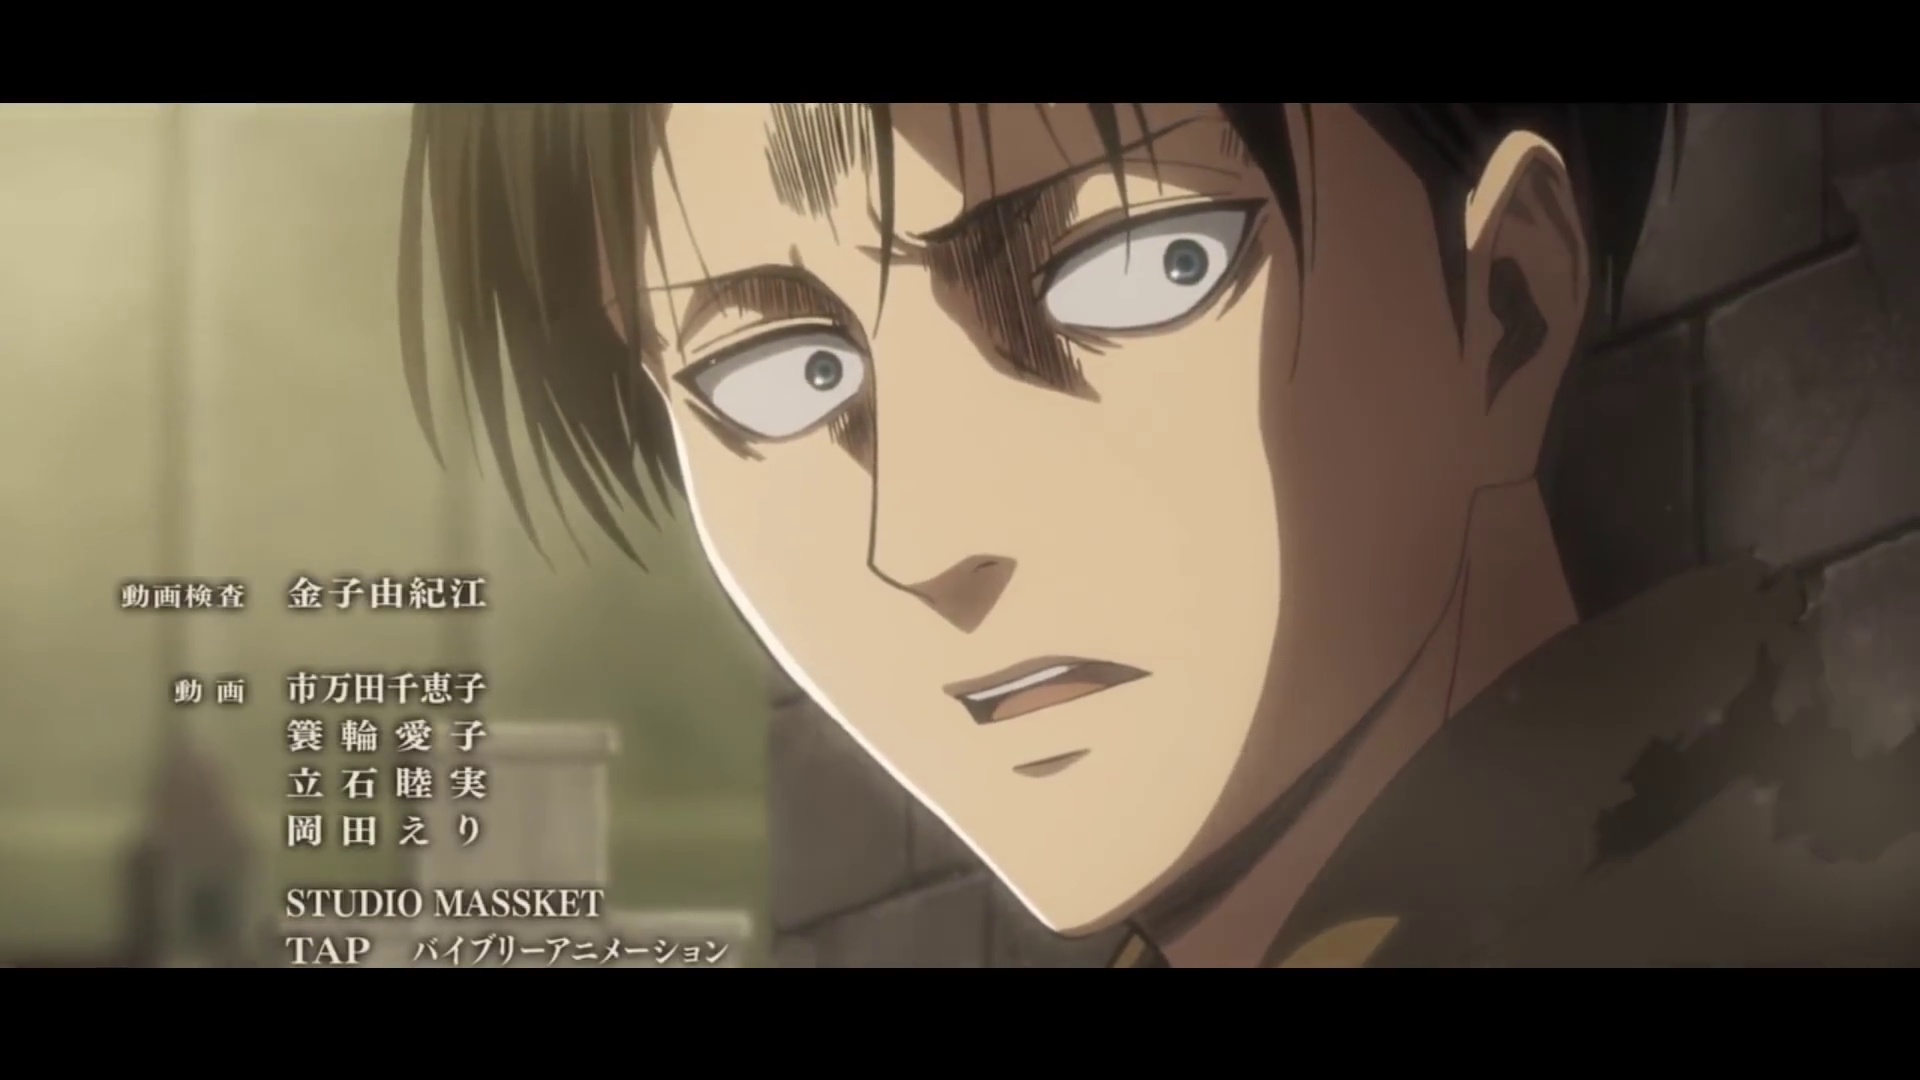 動画検査 金子由紀江
動画 市万田千恵子
簑輪愛子
立石睦実
岡田えり
STUDIO MASSKET
TAP バイブリーアニメーション